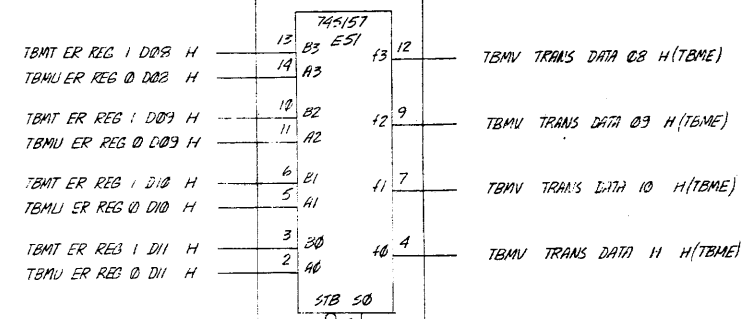 74S157
E51
TBMT ER REG 1 D08 H 13 B3 f3 12 TBMV TRANS DATA 08 H(TBME)
TBMU ER REG 0 D08 H 14 A3
TBMT ER REG 1 D09 H 10 B2 f2 9 TBMV TRANS DATA 09 H(TBME)
TBMU ER REG 0 D09 H 11 A2
TBMT ER REG 1 D10 H 6 B1 f1 7 TBMV TRANS DATA 10 H(TBME)
TBMU ER REG 0 D10 H 5 A1
TBMT ER REG 1 D11 H 3 B0 f0 4 TBMV TRANS DATA 11 H(TBME)
TBMU ER REG 0 D11 H 2 A0
STB S0